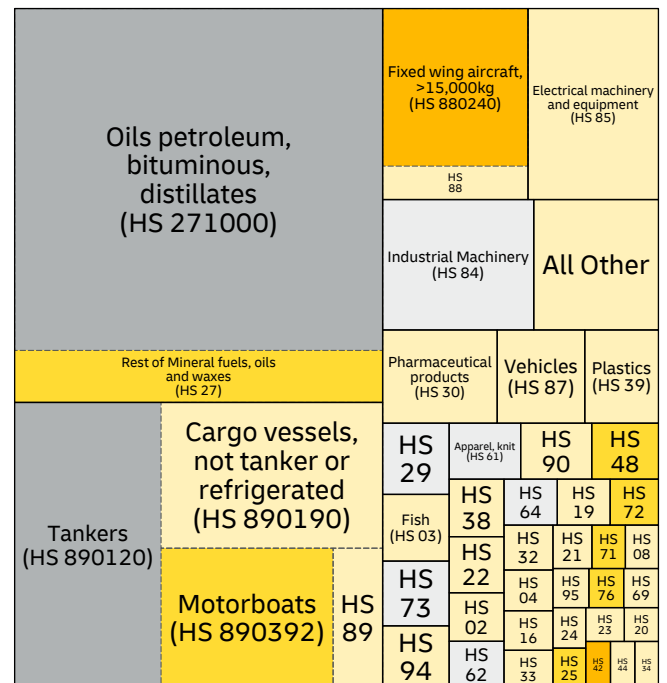 Oils petroleum,
bituminous,
distillates
(HS 271000)
Rest of Mineral fuels, oils
and waxes
(HS 27)
Tankers
(HS 890120)
Cargo vessels,
not tanker or
refrigerated
(HS 890190)
Motorboats
(HS 890392)
HS
89
Fixed wing aircraft,
>15,000kg
(HS 880240)
HS
88
Electrical machinery
and equipment
(HS 85)
Industrial Machinery
(HS 84)
All Other
Pharmaceutical
products
(HS 30)
Vehicles
(HS 87)
Plastics
(HS 39)
HS
29
Fish
(HS 03)
HS
73
HS
94
Apparel, knit
(HS 61)
HS
90
HS
48
HS
38
HS
22
HS
02
HS
62
HS
64
HS
19
HS
72
HS
32
HS
21
HS
71
HS
08
HS
04
HS
95
HS
76
HS
69
HS
16
HS
24
HS
23
HS
20
HS
33
HS
25
HS
42
HS
44
HS
34